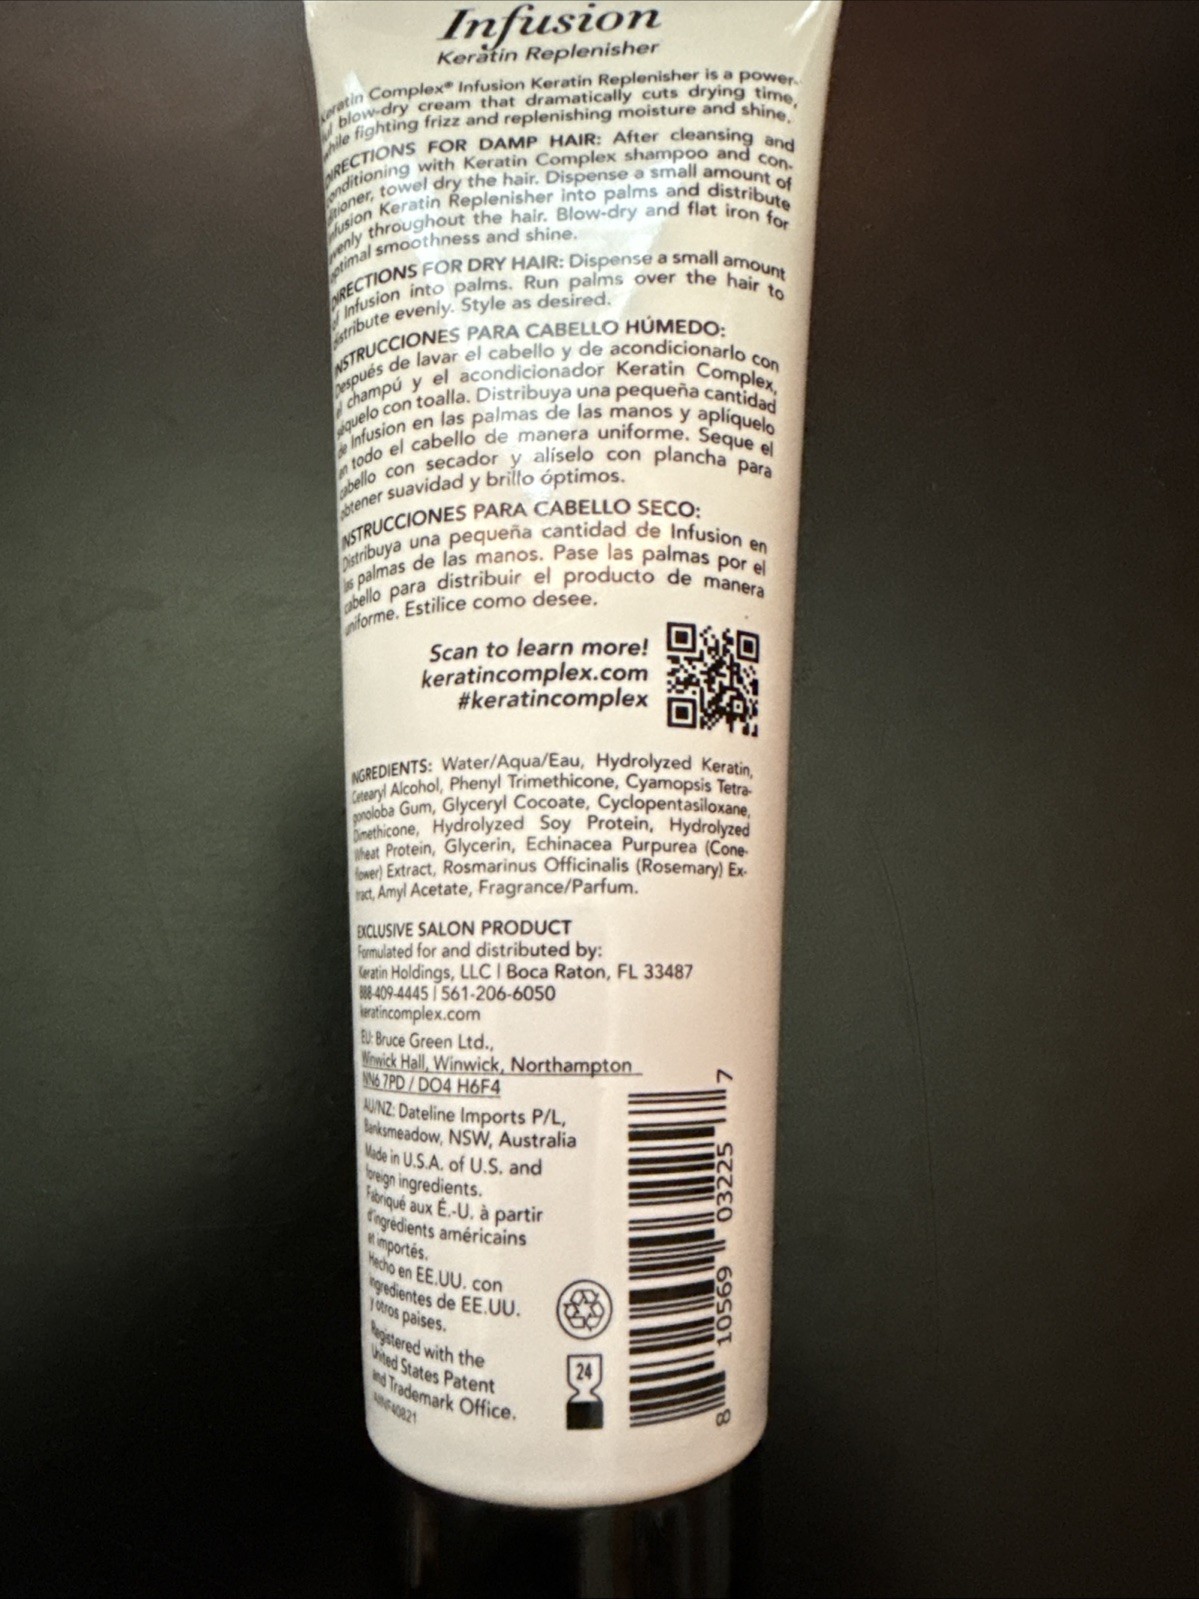 Infusion
Keratin Replenisher
Keratin Complex® Infusion Keratin Replenisher is a power-
ful blow-dry cream that dramatically cuts drying time,
while fighting frizz and replenishing moisture and shine.
DIRECTIONS FOR DAMP HAIR: After cleansing and
conditioning with Keratin Complex shampoo and con-
ditioner, towel dry the hair. Dispense a small amount of
Infusion Keratin Replenisher into palms and distribute
evenly throughout the hair. Blow-dry and flat iron for
optimal smoothness and shine.
DIRECTIONS FOR DRY HAIR: Dispense a small amount
of Infusion into palms. Run palms over the hair to
distribute evenly. Style as desired.
INSTRUCCIONES PARA CABELLO HÚMEDO:
Después de lavar el cabello y de acondicionarlo con
el champú y el acondicionador Keratin Complex,
séquelo con toalla. Distribuya una pequeña cantidad
de Infusion en las palmas de las manos y aplíquelo
en todo el cabello de manera uniforme. Seque el
cabello con secador y alíselo con plancha para
obtener suavidad y brillo óptimos.
INSTRUCCIONES PARA CABELLO SECO:
Distribuya una pequeña cantidad de Infusion en
las palmas de las manos. Pase las palmas por el
cabello para distribuir el producto de manera
uniforme. Estilice como desee.
Scan to learn more!
keratincomplex.com
#keratincomplex
INGREDIENTS: Water/Aqua/Eau, Hydrolyzed Keratin,
Cetearyl Alcohol, Phenyl Trimethicone, Cyamopsis Tetra-
gonoloba Gum, Glyceryl Cocoate, Cyclopentasiloxane,
Dimethicone, Hydrolyzed Soy Protein, Hydrolyzed
Wheat Protein, Glycerin, Echinacea Purpurea (Cone-
flower) Extract, Rosmarinus Officinalis (Rosemary) Ex-
tract, Amyl Acetate, Fragrance/Parfum.
EXCLUSIVE SALON PRODUCT
Formulated for and distributed by:
Keratin Holdings, LLC | Boca Raton, FL 33487
888-409-4445 | 561-206-6050
keratincomplex.com
EU: Bruce Green Ltd.,
Winwick Hall, Winwick, Northampton
NN6 7PD / DO4 H6F4
AU/NZ: Dateline Imports P/L,
Banksmeadow, NSW, Australia
Made in U.S.A. of U.S. and
foreign ingredients.
Fabriqué aux É.-U. à partir
d'ingrédients américains
et importés.
Hecho en EE.UU. con
ingredientes de EE.UU.
y otros paises.
Registered with the
United States Patent
and Trademark Office.
24
8 10569 03225 7